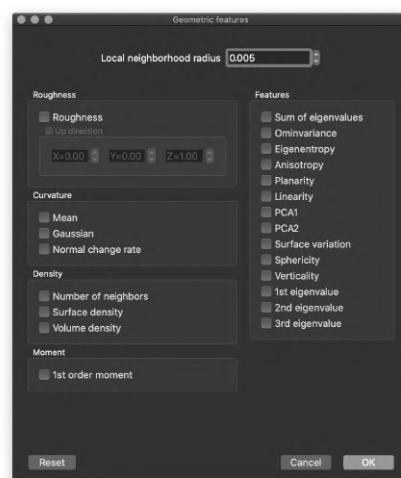 Geometric features
Local neighborhood radius 0.005
Roughness
Roughness
Up direction
X=0.00 Y=0.00 Z=1.00
Curvature
Mean
Gaussian
Normal change rate
Density
Number of neighbors
Surface density
Volume density
Moment
1st order moment
Features
Sum of eigenvalues
Ominvariance
Eigenentropy
Anisotropy
Planarity
Linearity
PCA1
PCA2
Surface variation
Sphericity
Verticality
1st eigenvalue
2nd eigenvalue
3rd eigenvalue
Reset Cancel OK